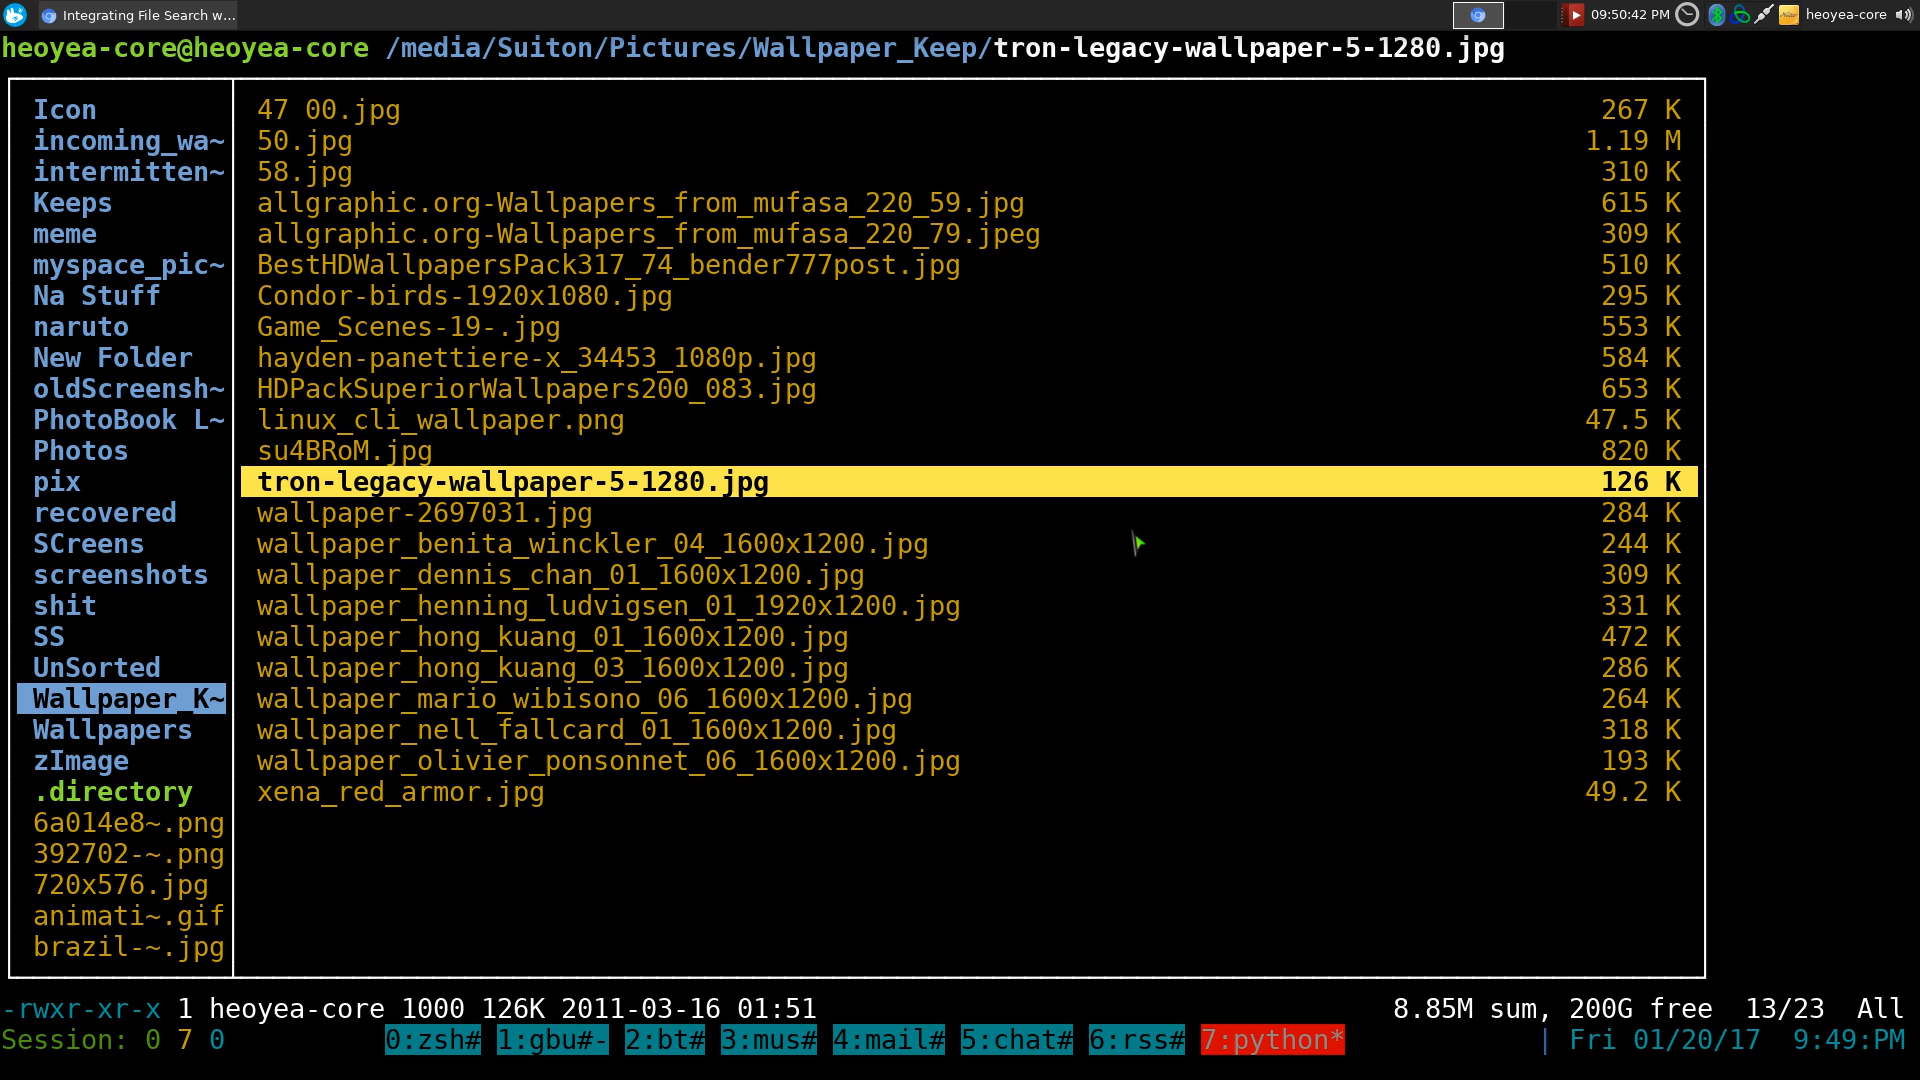 Integrating File Search w...
09:50:42 PM
heoyea-core
heoyea-core@heoyea-core /media/Suiton/Pictures/Wallpaper_Keep/tron-legacy-wallpaper-5-1280.jpg
Icon
incoming_wa~
intermitten~
Keeps
meme
myspace_pic~
Na Stuff
naruto
New Folder
oldScreensh~
PhotoBook L~
Photos
pix
recovered
SCreens
screenshots
shit
SS
UnSorted
Wallpaper_K~
Wallpapers
zImage
.directory
6a014e8~.png
392702-~.png
720x576.jpg
animati~.gif
brazil-~.jpg
47 00.jpg 267 K
50.jpg 1.19 M
58.jpg 310 K
allgraphic.org-Wallpapers_from_mufasa_220_59.jpg 615 K
allgraphic.org-Wallpapers_from_mufasa_220_79.jpeg 309 K
BestHDWallpapersPack317_74_bender777post.jpg 510 K
Condor-birds-1920x1080.jpg 295 K
Game_Scenes-19-.jpg 553 K
hayden-panettiere-x_34453_1080p.jpg 584 K
HDPackSuperiorWallpapers200_083.jpg 653 K
linux_cli_wallpaper.png 47.5 K
su4BRoM.jpg 820 K
tron-legacy-wallpaper-5-1280.jpg 126 K
wallpaper-2697031.jpg 284 K
wallpaper_benita_winckler_04_1600x1200.jpg 244 K
wallpaper_dennis_chan_01_1600x1200.jpg 309 K
wallpaper_henning_ludvigsen_01_1920x1200.jpg 331 K
wallpaper_hong_kuang_01_1600x1200.jpg 472 K
wallpaper_hong_kuang_03_1600x1200.jpg 286 K
wallpaper_mario_wibisono_06_1600x1200.jpg 264 K
wallpaper_nell_fallcard_01_1600x1200.jpg 318 K
wallpaper_olivier_ponsonnet_06_1600x1200.jpg 193 K
xena_red_armor.jpg 49.2 K
-rwxr-xr-x 1 heoyea-core 1000 126K 2011-03-16 01:51 8.85M sum, 200G free 13/23 All
Session: 0 7 0 0:zsh# 1:gbu#- 2:bt# 3:mus# 4:mail# 5:chat# 6:rss# 7:python* | Fri 01/20/17 9:49:PM